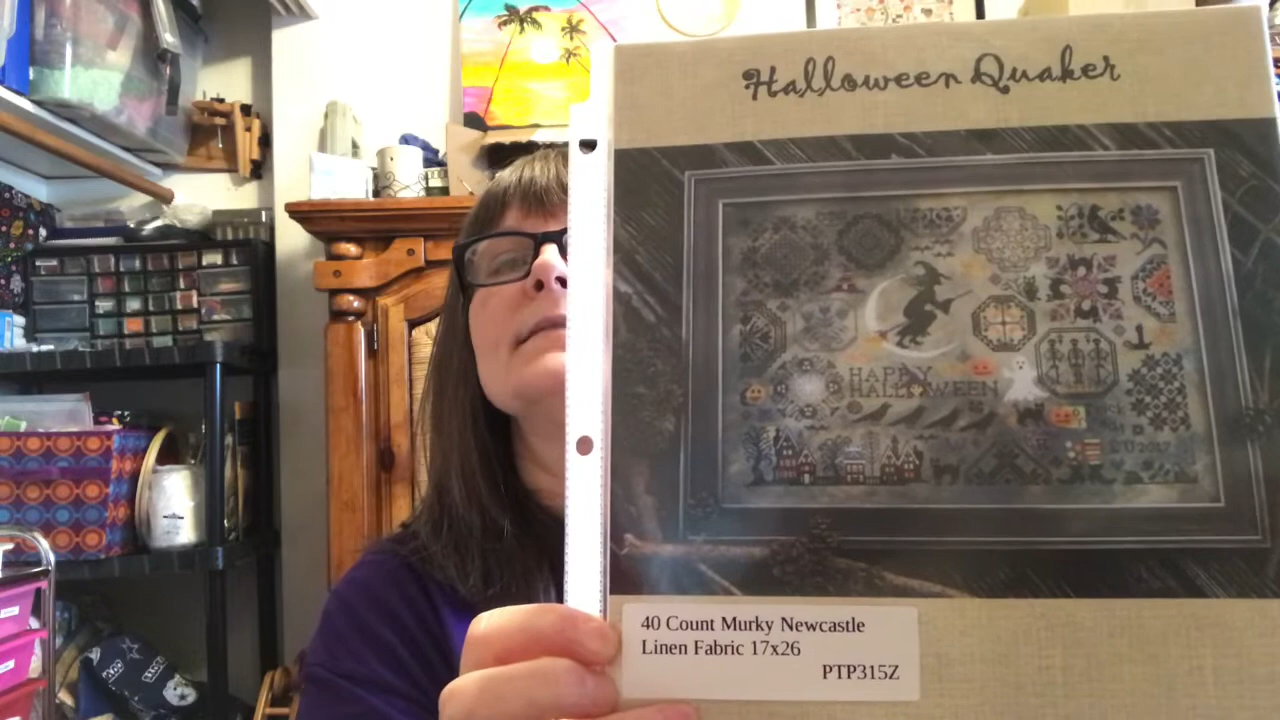 Halloween Quaker
HAPPY
HALLOWEEN
40 Count Murky Newcastle
Linen Fabric 17x26
PTP315Z